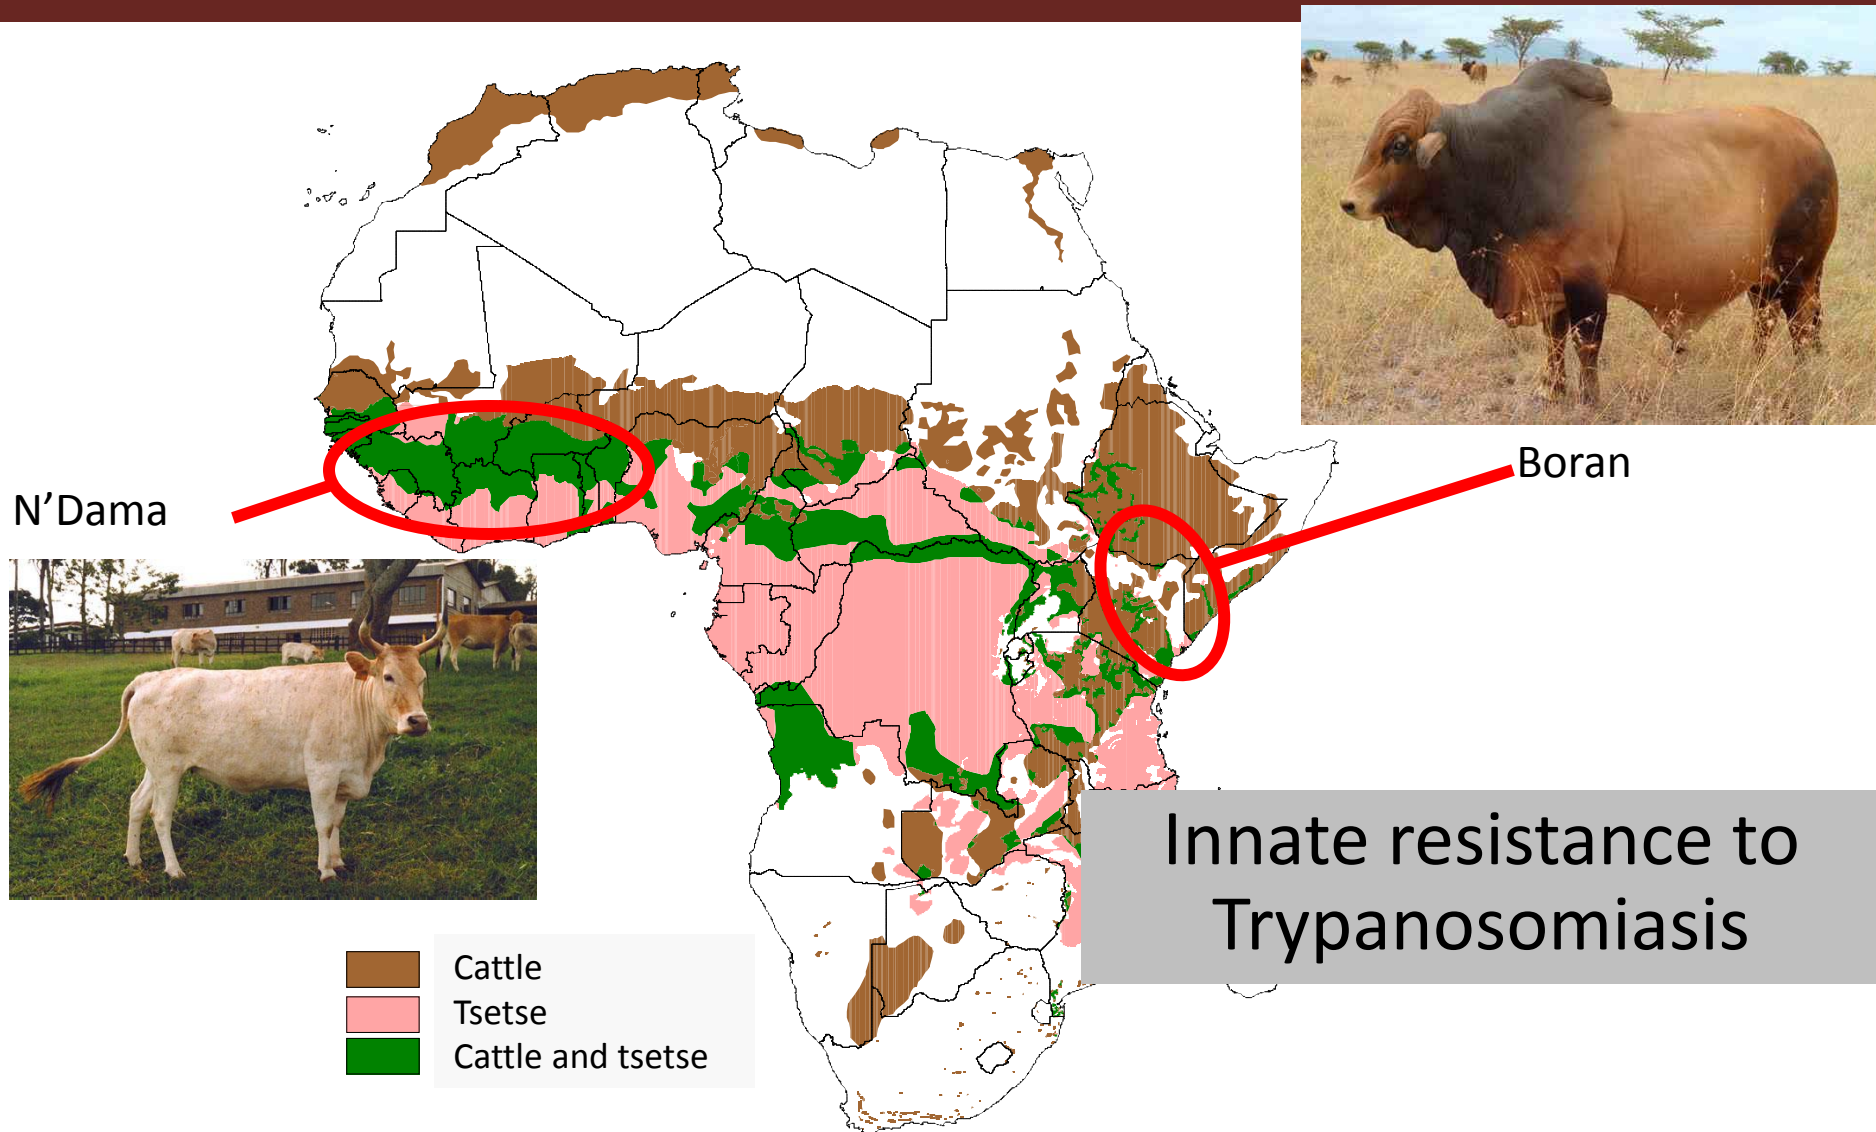 N’Dama
Boran
Innate resistance to
Trypanosomiasis
Cattle
Tsetse
Cattle and tsetse